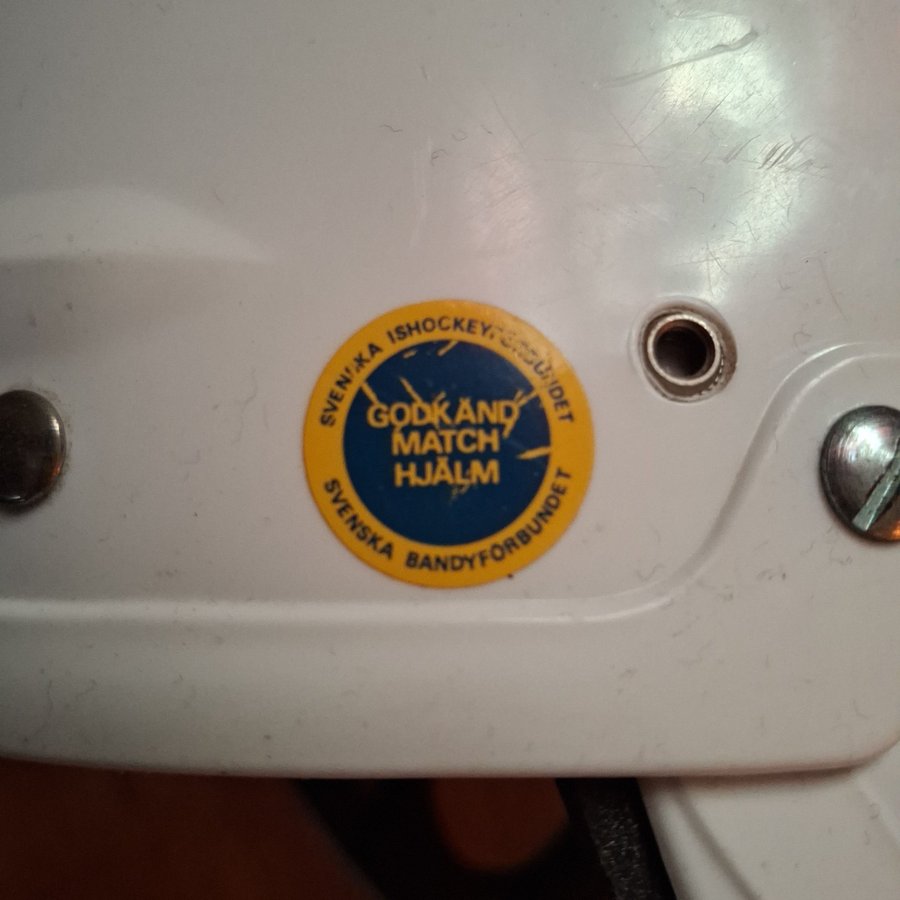 SVENSKA ISHOCKEYFÖRBUNDET
GODKÄND
MATCH
HJÄLM
SVENSKA BANDYFÖRBUNDET